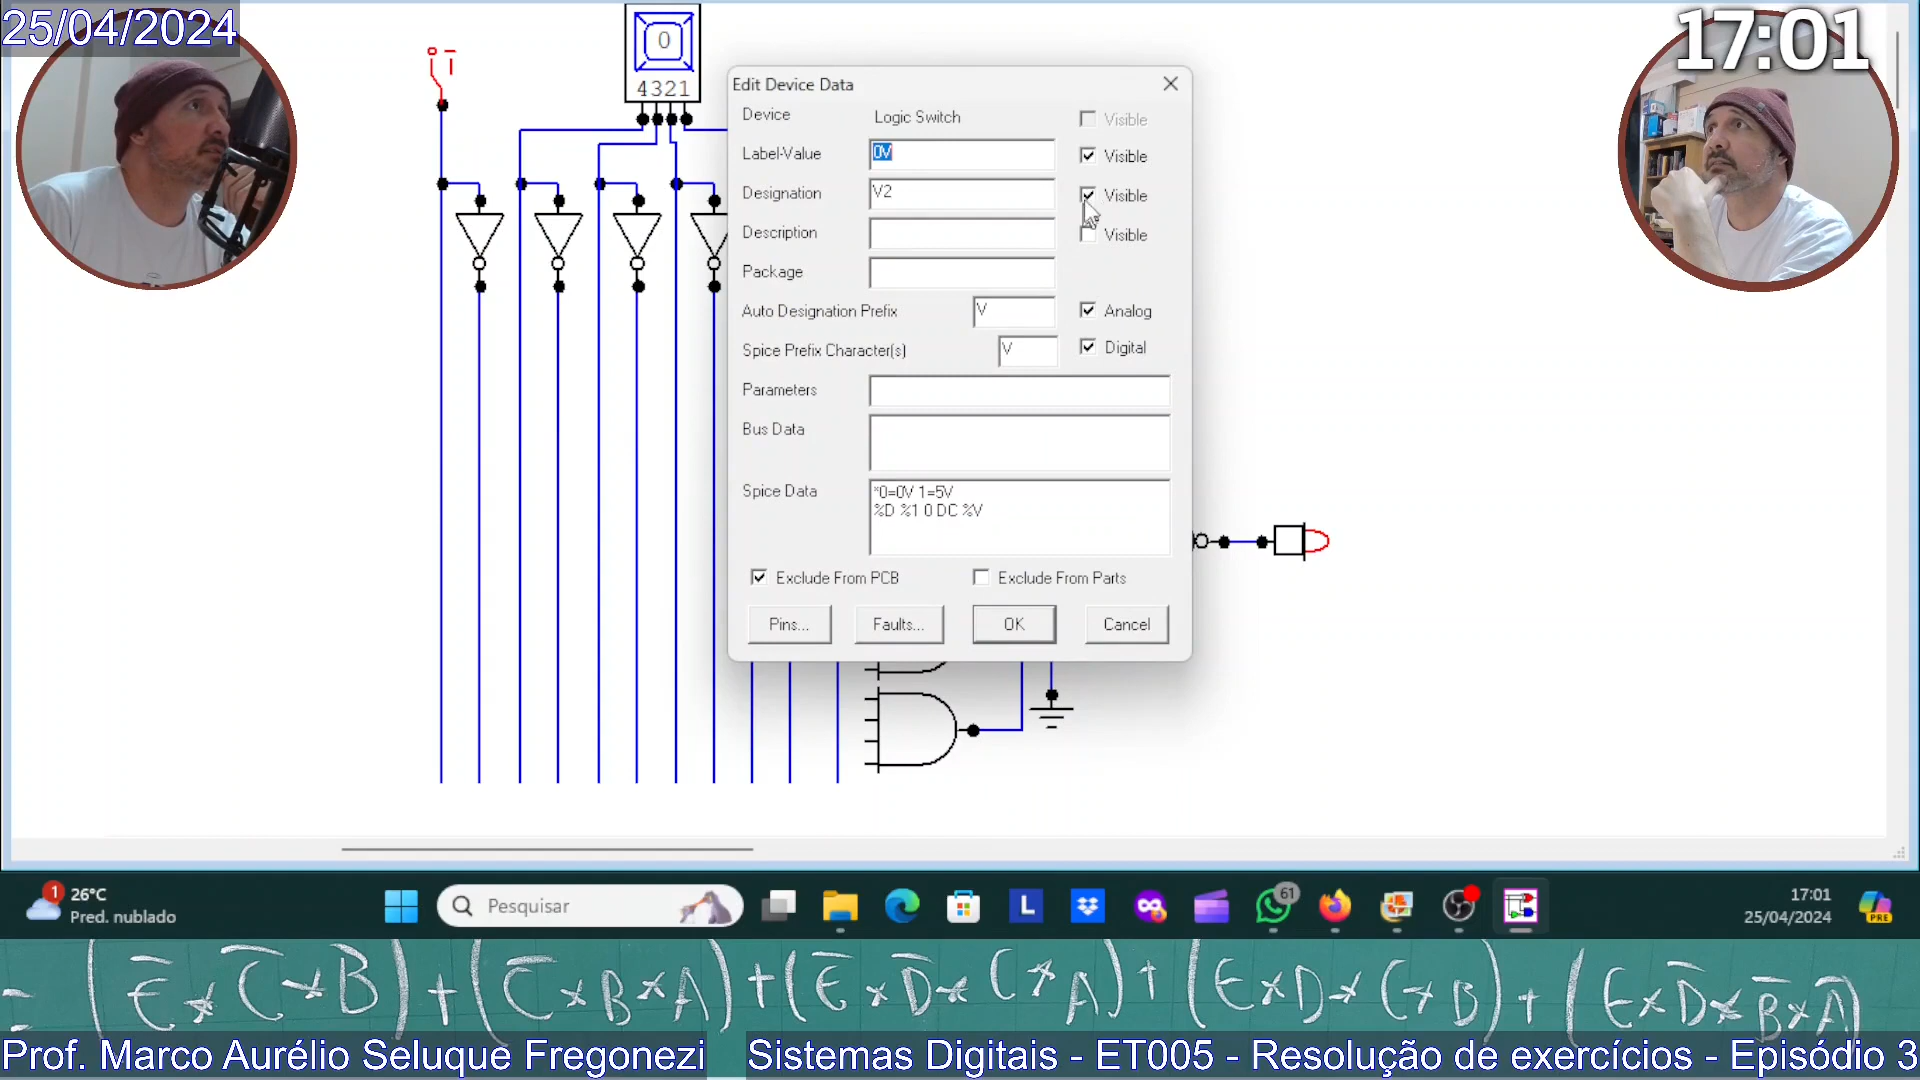 25/04/2024
17:01
0
4321
Edit Device Data
Device Logic Switch Visible
Label-Value 0V Visible
Designation V2 Visible
Description Visible
Package
Auto Designation Prefix V Analog
Spice Prefix Character(s) V Digital
Parameters
Bus Data
Spice Data *0=0V 1=5V
%D %1 0 DC %V
Exclude From PCB Exclude From Parts
Pins... Faults... OK Cancel
1 26°C
Pred. nublado
Pesquisar
L
61
PRE
17:01
25/04/2024
= (E̅ x C̅ x B) + (C̅ x B x A) + (E̅ x D̅ x C x A) + (E x D x C x B) + (E x D̅ x B̅ x A̅)
Prof. Marco Aurélio Seluque Fregonezi Sistemas Digitais - ET005 - Resolução de exercícios - Episódio 3